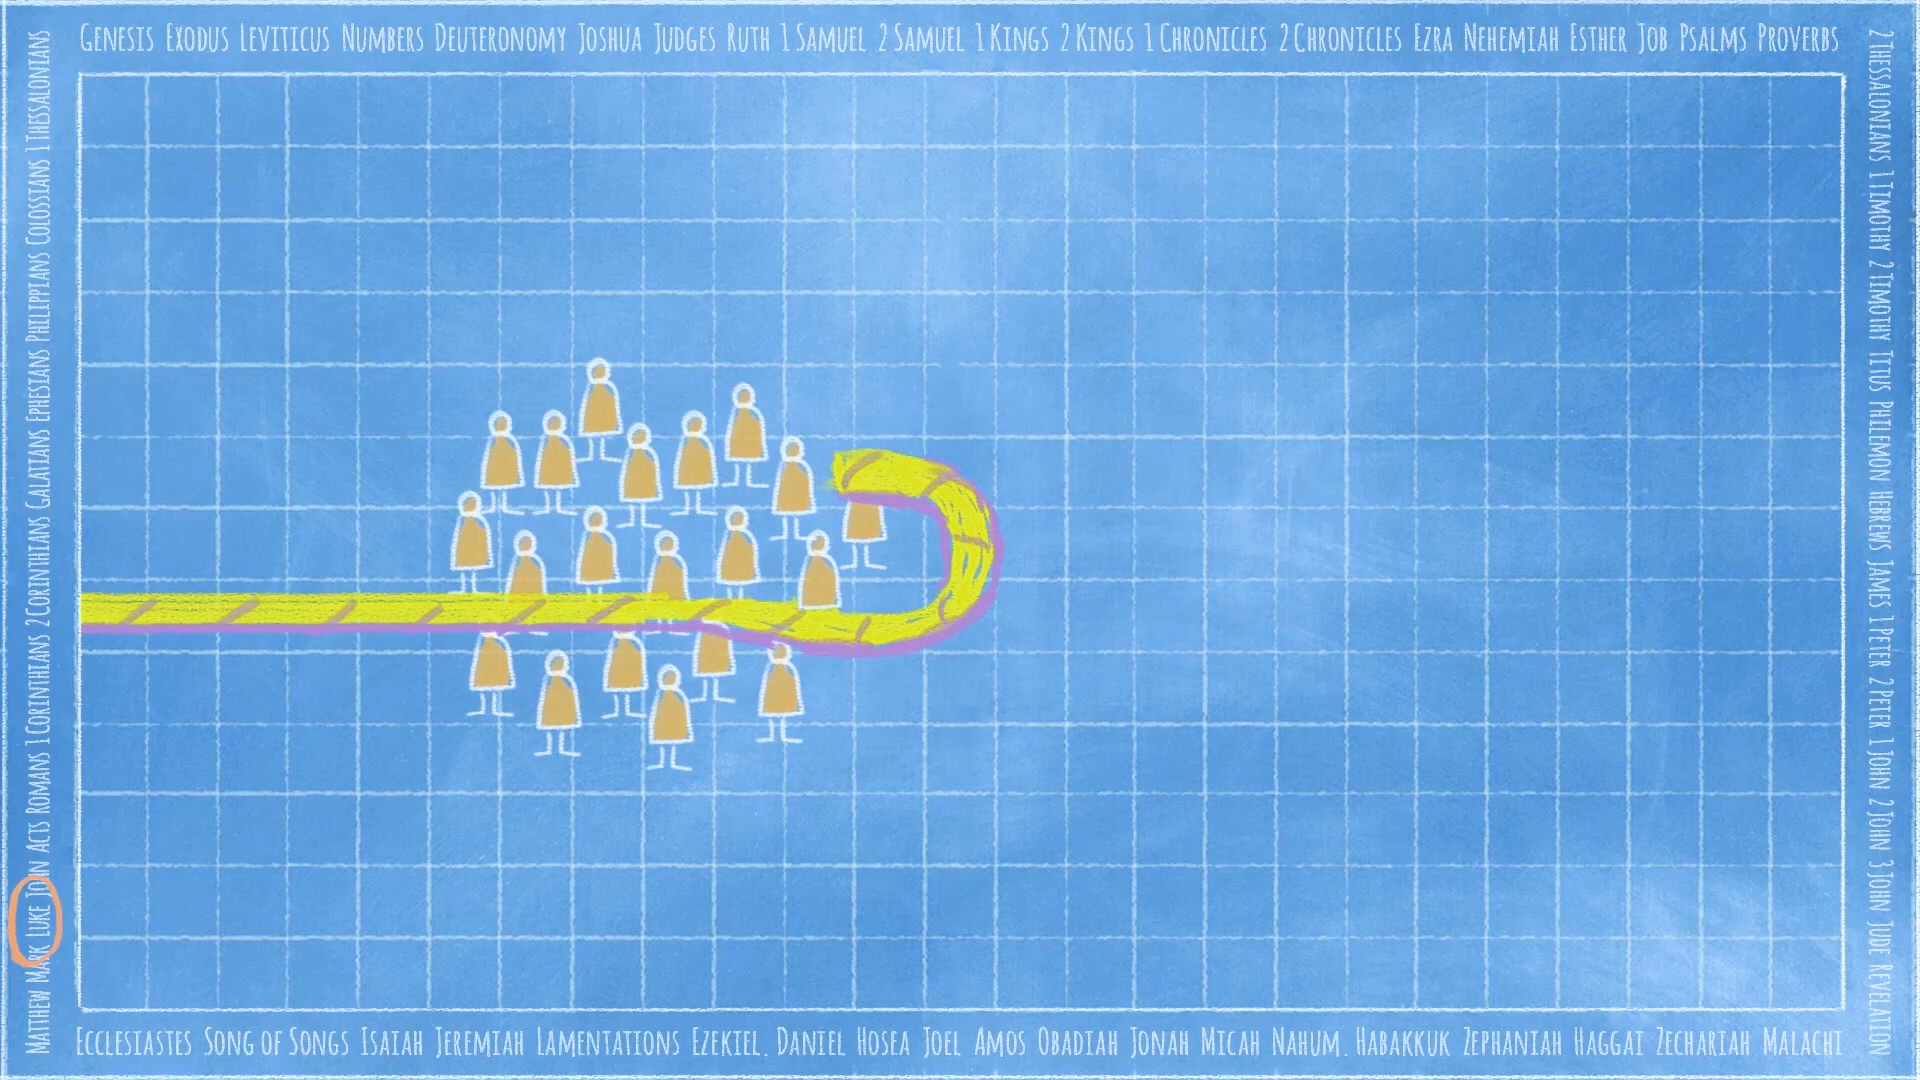 Genesis Exodus Leviticus Numbers Deuteronomy Joshua Judges Ruth 1 Samuel 2 Samuel 1 Kings 2 Kings 1 Chronicles 2 Chronicles Ezra Nehemiah Esther Job Psalms Proverbs
Ecclesiastes Song of Songs Isaiah Jeremiah Lamentations Ezekiel. Daniel Hosea Joel Amos Obadiah Jonah Micah Nahum. Habakkuk Zephaniah Haggai Zechariah Malachi
Matthew Mark Luke John Acts Romans 1 Corinthians 2 Corinthians Galatians Ephesians Philippians Colossians 1 Thessalonians
2 Thessalonians 1 Timothy 2 Timothy Titus Philemon Hebrews James 1 Peter 2 Peter 1 John 2 John 3 John Jude Revelation